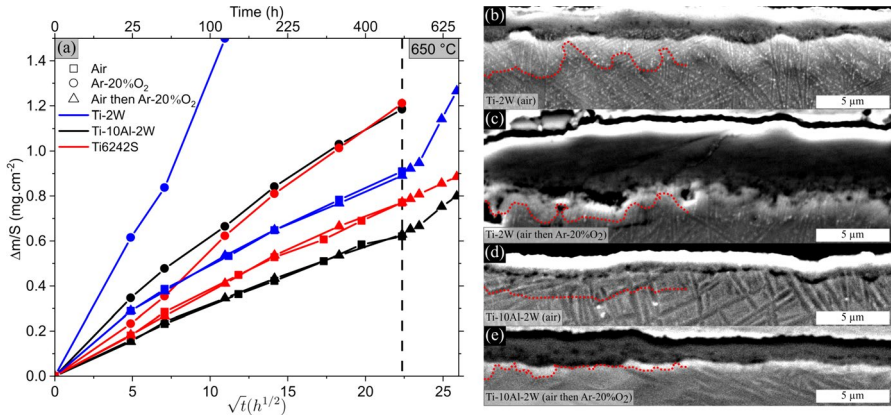 Time (h)
0 25 100 225 400 625
(a)
650 °C
Air
Ar-20%O₂
Air then Ar-20%O₂
Ti-2W
Ti-10Al-2W
Ti6242S
Δm/S (mg.cm⁻²)
1.4
1.2
1.0
0.8
0.6
0.4
0.2
0.0
0 5 10 15 20 25
√t(h^{1/2})
(b)
Ti-2W (air)
5 µm
(c)
Ti-2W (air then Ar-20%O₂)
5 µm
(d)
Ti-10Al-2W (air)
5 µm
(e)
Ti-10Al-2W (air then Ar-20%O₂)
5 µm